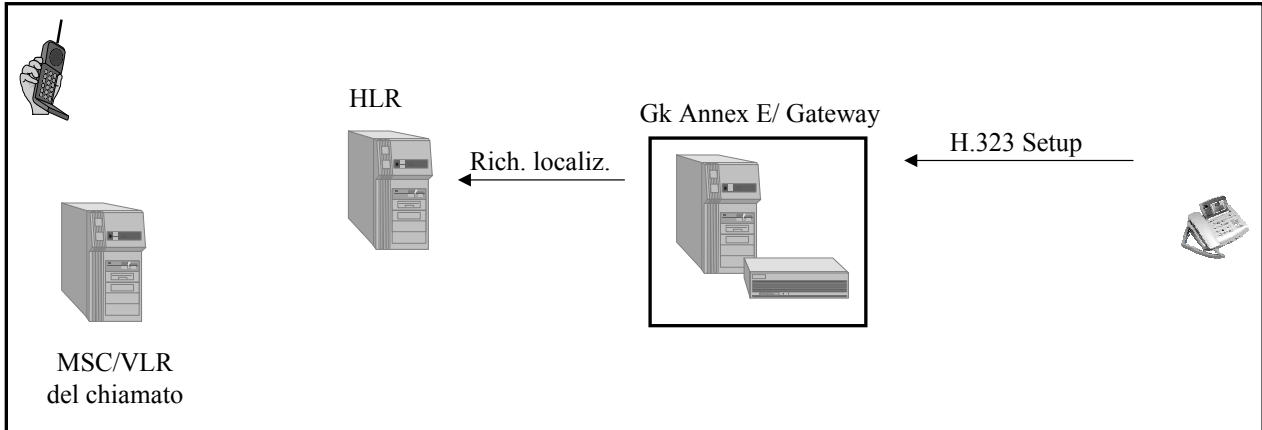 HLR
Gk Annex E/ Gateway
H.323 Setup
Rich. localiz.
MSC/VLR
del chiamato